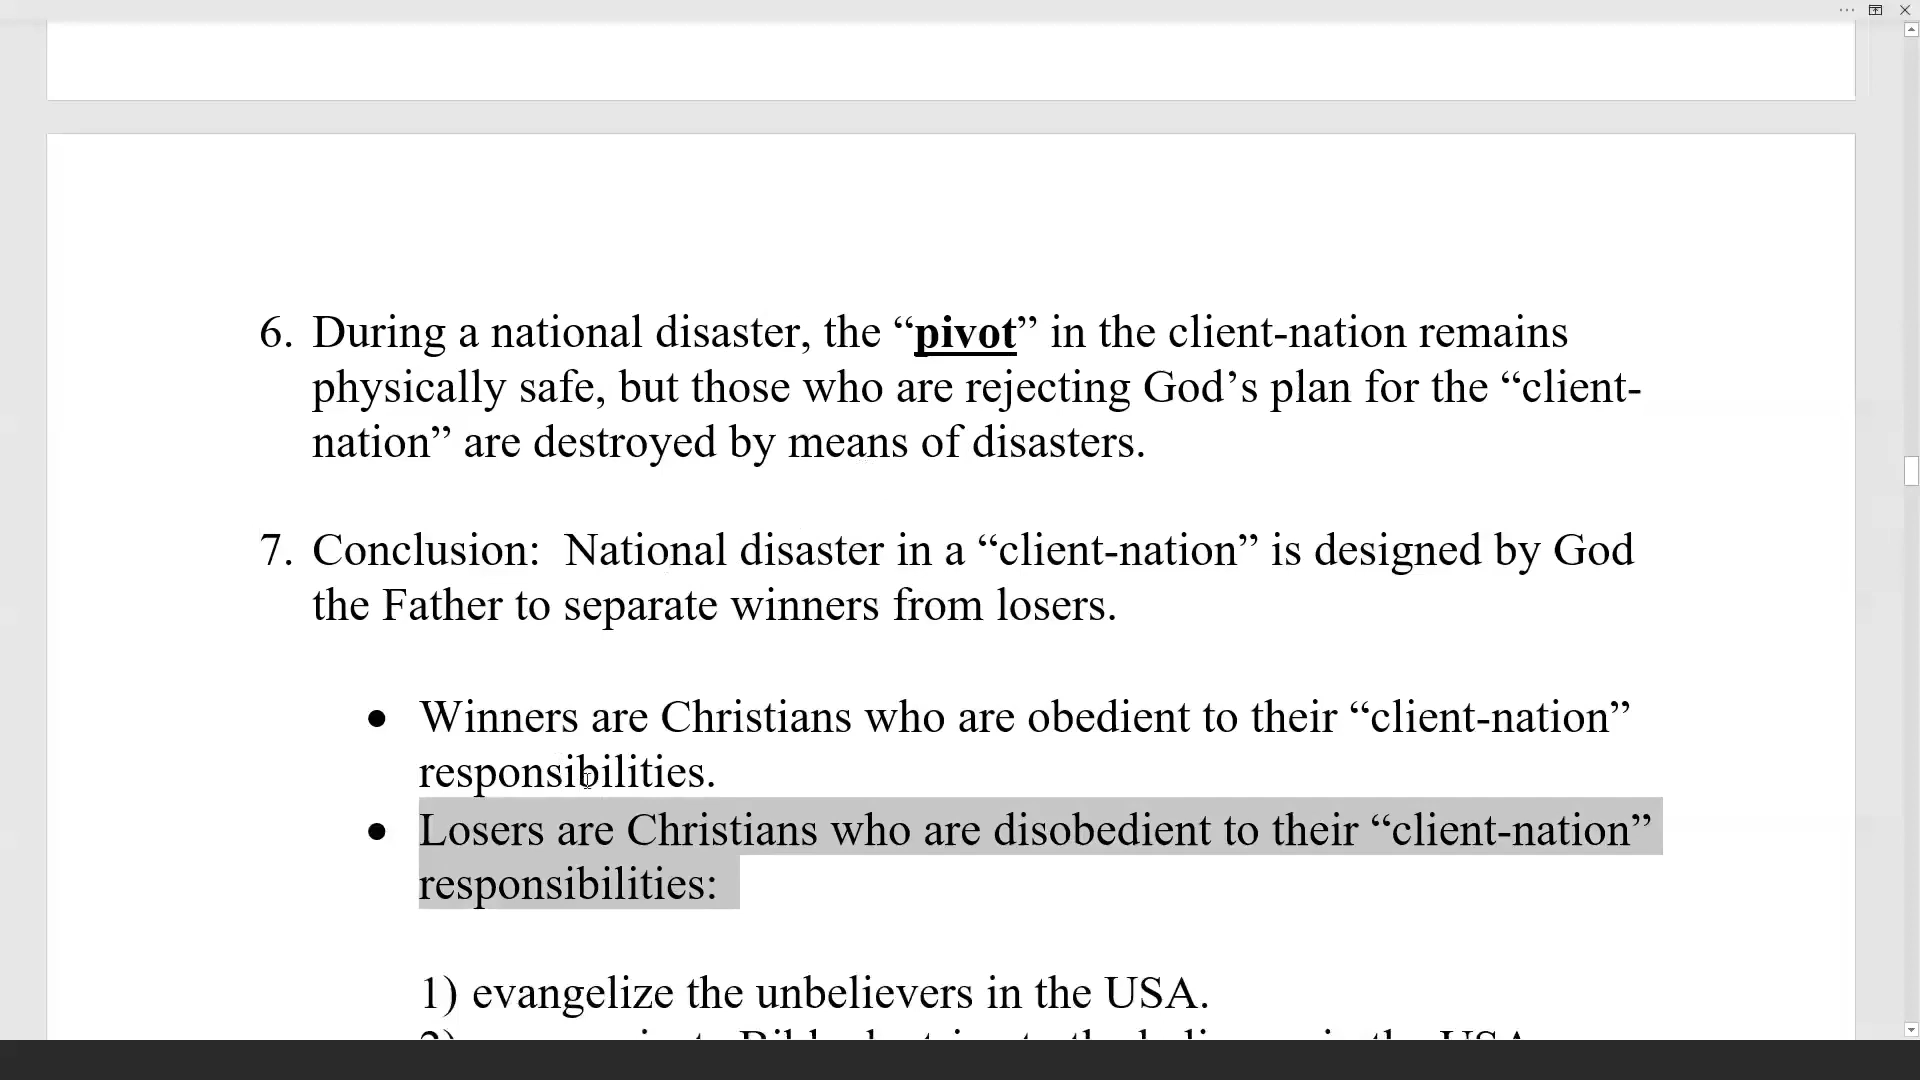 6. During a national disaster, the “pivot” in the client-nation remains
physically safe, but those who are rejecting God’s plan for the “client-
nation” are destroyed by means of disasters.
7. Conclusion:  National disaster in a “client-nation” is designed by God
the Father to separate winners from losers.
● Winners are Christians who are obedient to their “client-nation”
responsibilities.
● Losers are Christians who are disobedient to their “client-nation”
responsibilities:
1) evangelize the unbelievers in the USA.